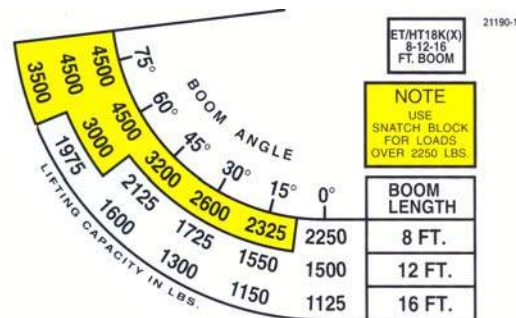 21190-1
ET/HT18K(X)
8-12-16
FT. BOOM
NOTE
USE
SNATCH BLOCK
FOR LOADS
OVER 2250 LBS.
BOOM ANGLE
75° 60° 45° 30° 15° 0°
4500 4500 3200 2600 2325 2250
4500 3000 2125 1725 1550 1500
3500 1975 1600 1300 1150 1125
LIFTING CAPACITY IN LBS.
BOOM
LENGTH
8 FT.
12 FT.
16 FT.